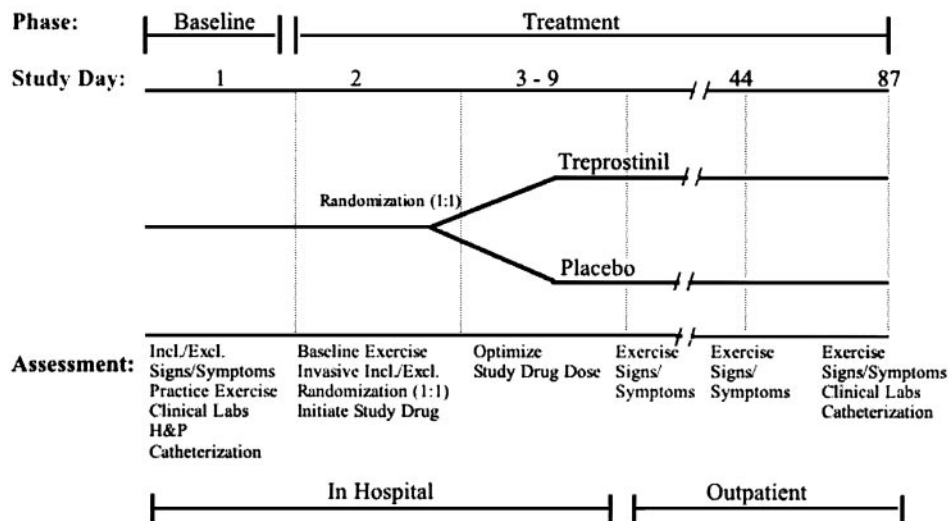 Phase: Baseline Treatment
Study Day: 1 2 3 - 9 44 87
Treprostinil
Randomization (1:1)
Placebo
Assessment:
Incl./Excl.
Signs/Symptoms
Practice Exercise
Clinical Labs
H&P
Catheterization
Baseline Exercise
Invasive Incl./Excl.
Randomization (1:1)
Initiate Study Drug
Optimize
Study Drug Dose
Exercise
Signs/
Symptoms
Exercise
Signs/
Symptoms
Exercise
Signs/Symptoms
Clinical Labs
Catheterization
In Hospital Outpatient